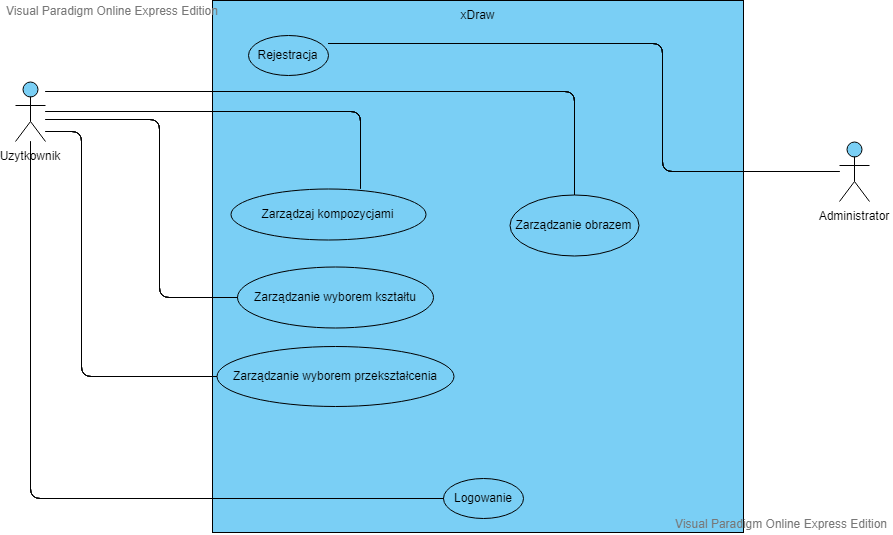 Visual Paradigm Online Express Edition
xDraw
Rejestracja
Uzytkownik
Zarządzaj kompozycjami
Zarządzanie obrazem
Administrator
Zarządzanie wyborem kształtu
Zarządzanie wyborem przekształcenia
Logowanie
Visual Paradigm Online Express Edition